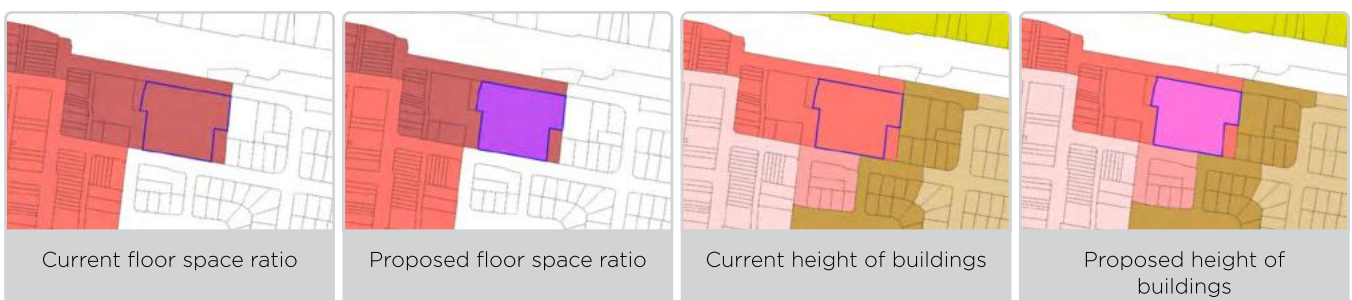 Current floor space ratio
Proposed floor space ratio
Current height of buildings
Proposed height of
buildings